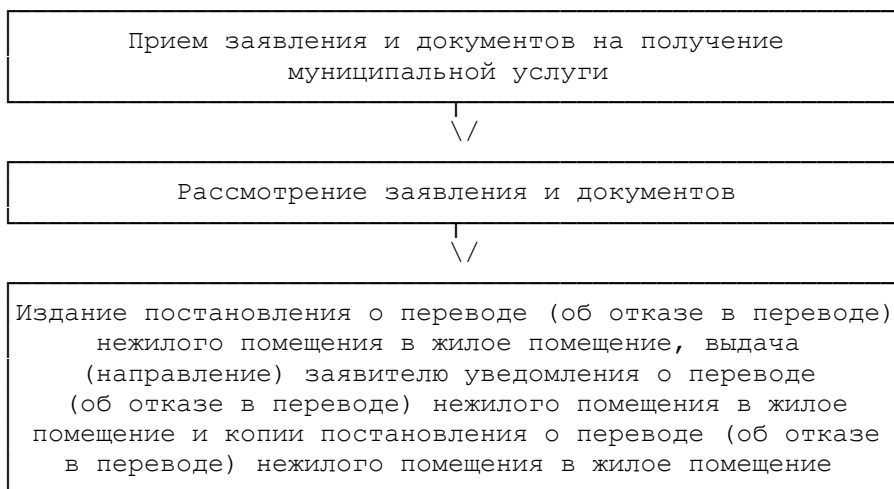 Прием заявления и документов на получение
муниципальной услуги
\/
Рассмотрение заявления и документов
\/
Издание постановления о переводе (об отказе в переводе)
нежилого помещения в жилое помещение, выдача
(направление) заявителю уведомления о переводе
(об отказе в переводе) нежилого помещения в жилое
помещение и копии постановления о переводе (об отказе
в переводе) нежилого помещения в жилое помещение